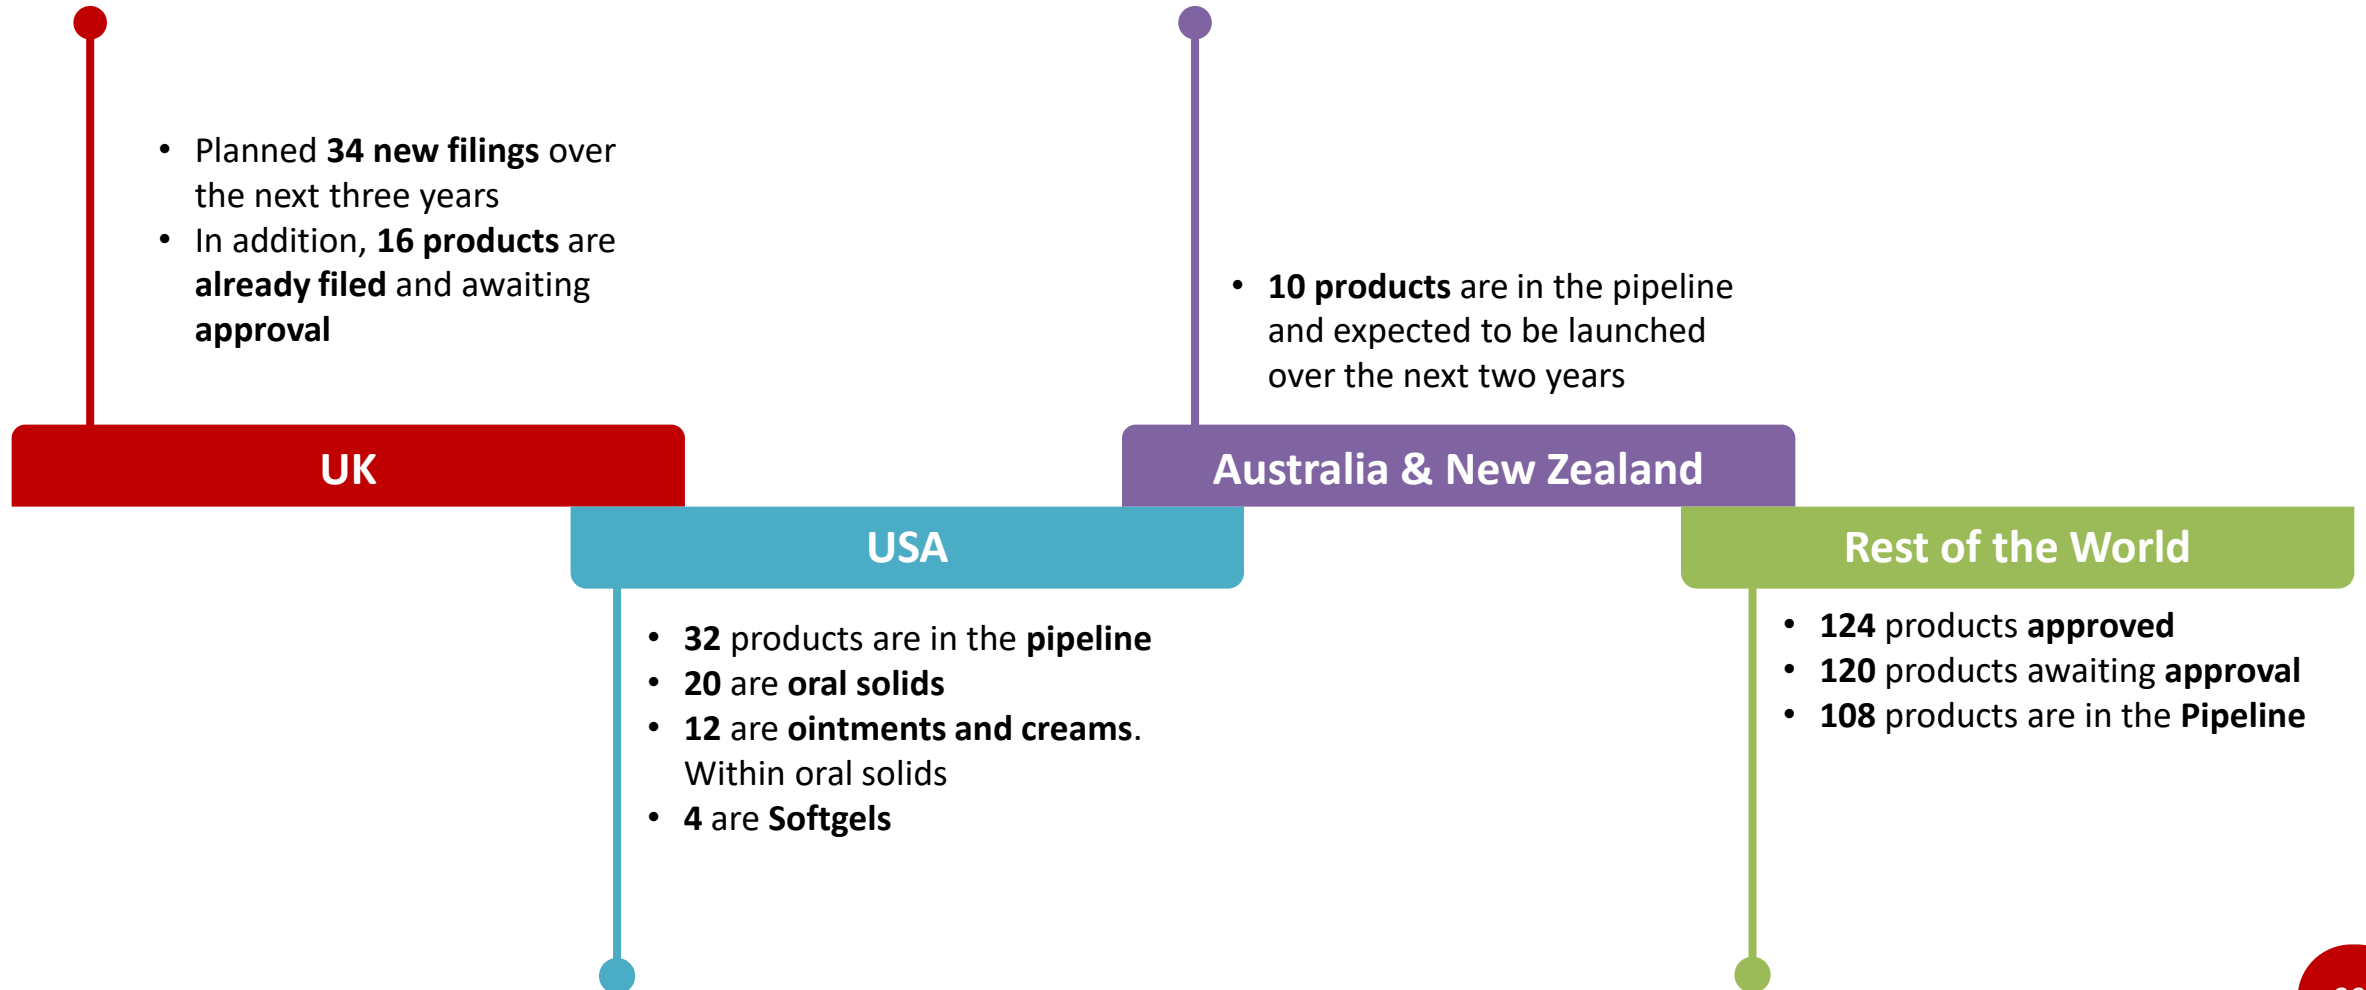 • Planned 34 new filings over
the next three years
• In addition, 16 products are
already filed and awaiting
approval
UK
• 10 products are in the pipeline
and expected to be launched
over the next two years
Australia & New Zealand
USA
• 32 products are in the pipeline
• 20 are oral solids
• 12 are ointments and creams.
Within oral solids
• 4 are Softgels
Rest of the World
• 124 products approved
• 120 products awaiting approval
• 108 products are in the Pipeline